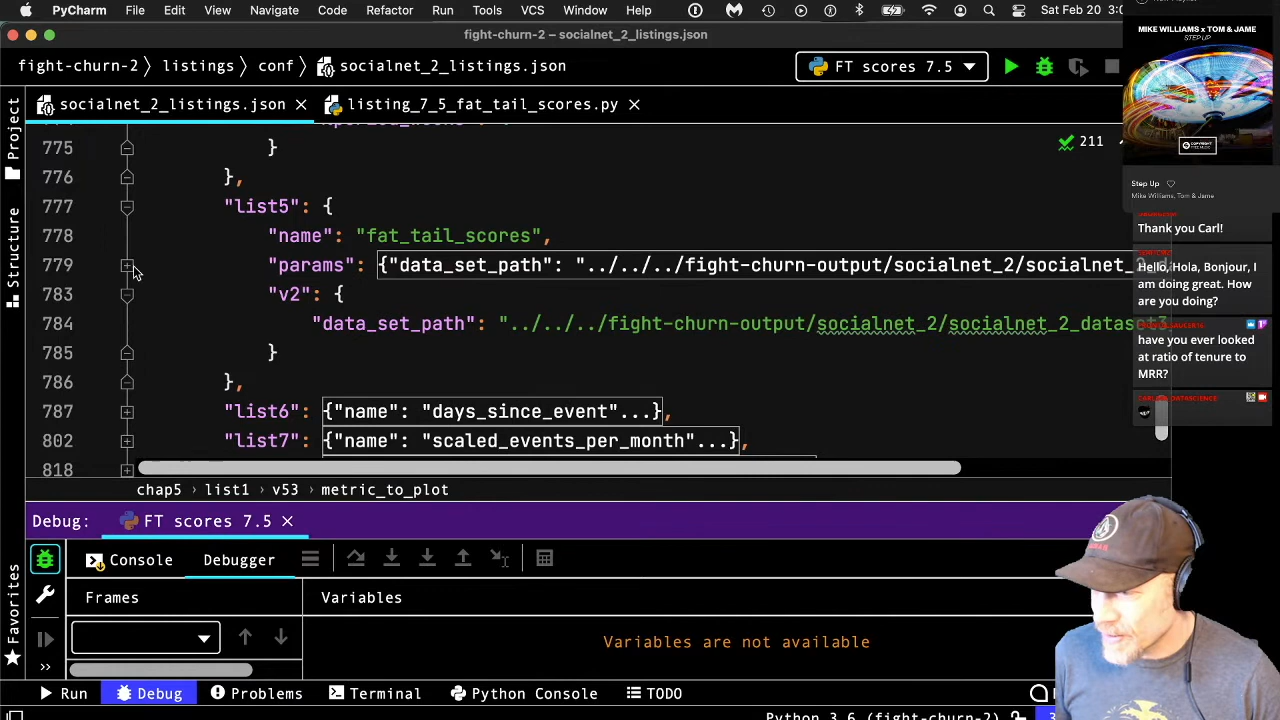 PyCharm File Edit View Navigate Code Refactor Run Tools VCS Window Help Sat Feb 20
fight-churn-2 – socialnet_2_listings.json
fight-churn-2 listings conf socialnet_2_listings.json FT scores 7.5
socialnet_2_listings.json listing_7_5_fat_tail_scores.py
211
775 }
776 },
777 "list5": {
778 "name": "fat_tail_scores",
779 "params": {"data_set_path": "../../../fight-churn-output/socialnet_2/socialnet_2
783 "v2": {
784 "data_set_path": "../../../fight-churn-output/socialnet_2/socialnet_2_dataset3
785 }
786 },
787 "list6": {"name": "days_since_event"...},
802 "list7": {"name": "scaled_events_per_month"...},
818
chap5 list1 v53 metric_to_plot
Debug: FT scores 7.5
Console Debugger
Frames Variables
Variables are not available
Run Debug Problems Terminal Python Console TODO
Python 3.6 (fight-churn-2)
Project
Structure
Favorites
MIKE WILLIAMS x TOM & JAME
STEP UP
Step Up
Mike Williams, Tom & Jame
Thank you Carl!
Hello, Hola, Bonjour, I
am doing great. How
are you doing?
have you ever looked
at ratio of tenure to
MRR?